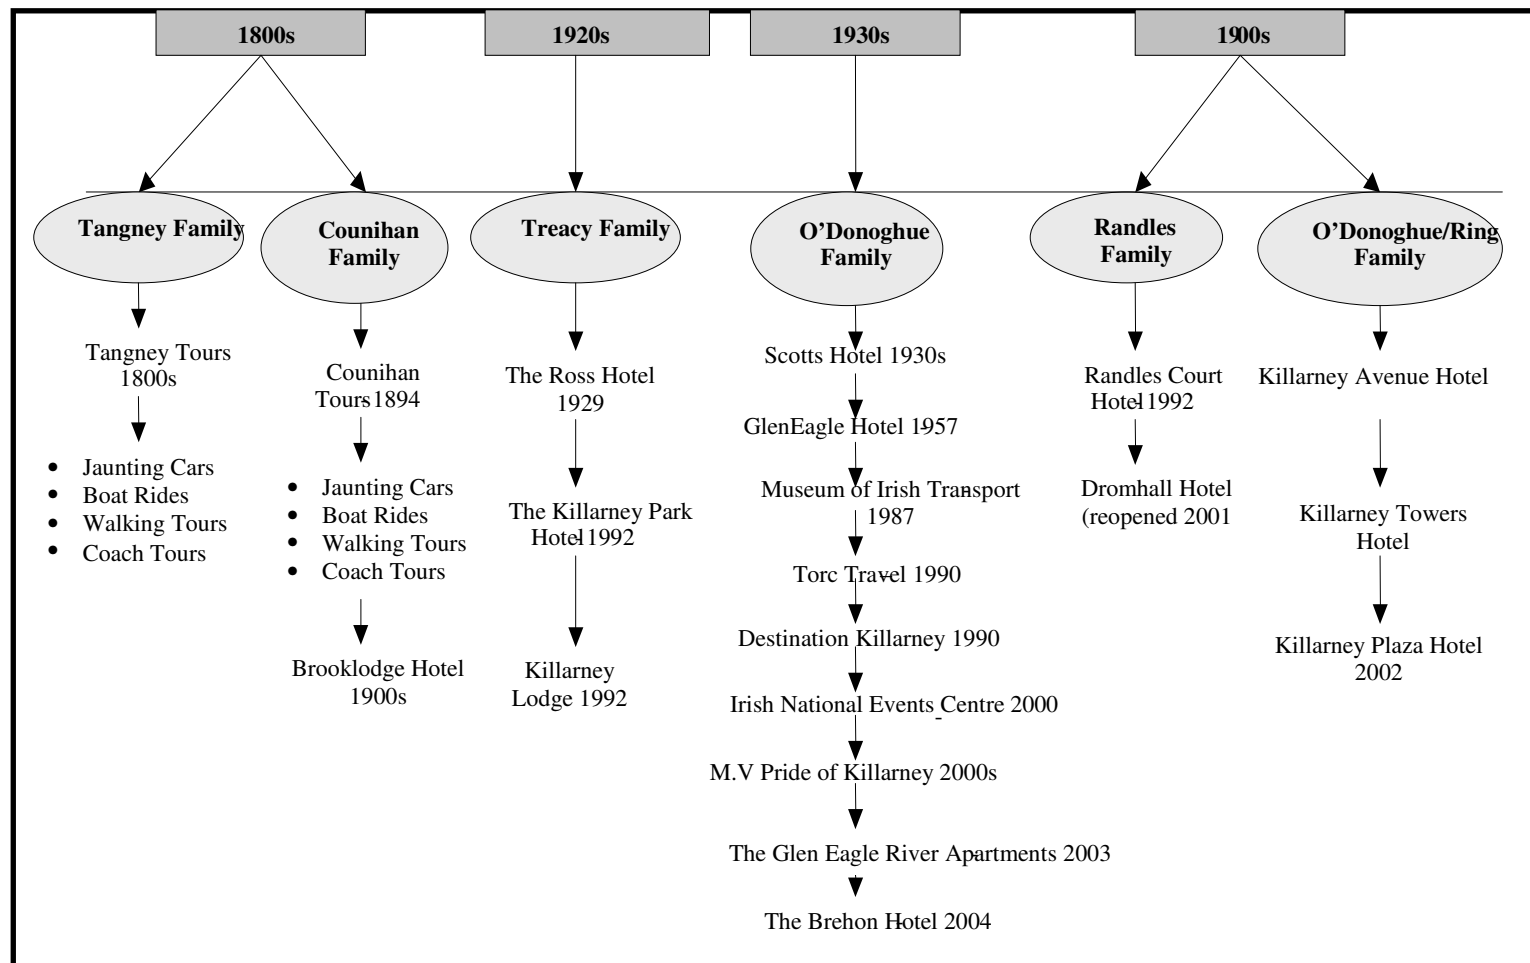 1800s
1920s
1930s
1900s
Tangney Family
Counihan
Family
Treacy Family
O'Donoghue
Family
Randles
Family
O'Donoghue/Ring
Family
Tangney Tours
1800s
• Jaunting Cars
• Boat Rides
• Walking Tours
• Coach Tours
Counihan
Tours-1894
• Jaunting Cars
• Boat Rides
• Walking Tours
• Coach Tours
Brooklodge Hotel
1900s
The Ross Hotel
1929
The Killarney Park
Hotel-1992
Killarney
Lodge 1992
Scotts Hotel 1930s
GlenEagle Hotel -1957
Museum of Irish Transport-
1987
Torc Travel- 1990
Destination Killarney 1990
Irish National Events-Centre 2000
M.V Pride of Killarney 2000s
The Glen Eagle River Apartments- 2003
The Brehon Hotel- 2004
Randles Court
Hotel-1992
Dromhall Hotel
(reopened 2001
Killarney Avenue Hotel
Killarney Towers
Hotel
Killarney Plaza Hotel
2002